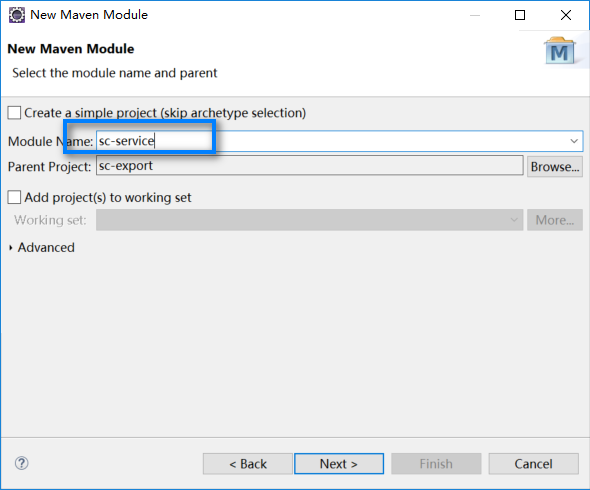 New Maven Module
New Maven Module
Select the module name and parent
M
Create a simple project (skip archetype selection)
Module Name: sc-service
Parent Project: sc-export Browse...
Add project(s) to working set
Working set: More...
Advanced
? < Back Next > Finish Cancel